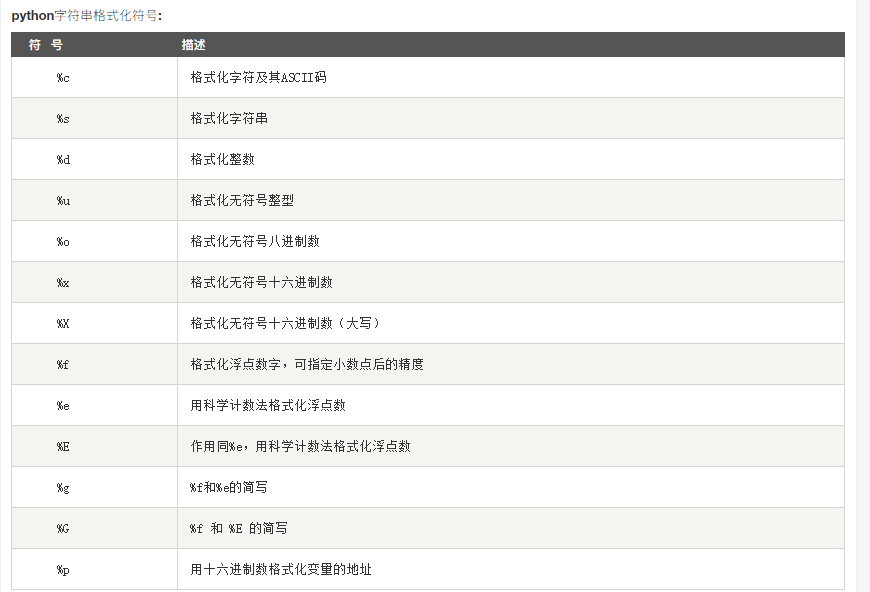 python字符串格式化符号:
符 号 描述
%c 格式化字符及其ASCII码
%s 格式化字符串
%d 格式化整数
%u 格式化无符号整型
%o 格式化无符号八进制数
%x 格式化无符号十六进制数
%X 格式化无符号十六进制数（大写）
%f 格式化浮点数字，可指定小数点后的精度
%e 用科学计数法格式化浮点数
%E 作用同%e，用科学计数法格式化浮点数
%g %f和%e的简写
%G %f 和 %E 的简写
%p 用十六进制数格式化变量的地址